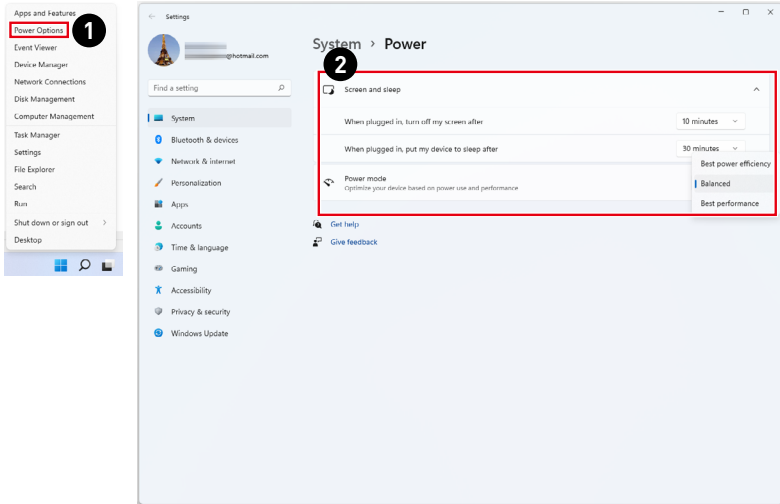 Apps and Features
Power Options
1
Event Viewer
Device Manager
Network Connections
Disk Management
Computer Management
Task Manager
Settings
File Explorer
Search
Run
Shut down or sign out
Desktop
Settings
@hotmail.com
Find a setting
System
Bluetooth & devices
Network & internet
Personalization
Apps
Accounts
Time & language
Gaming
Accessibility
Privacy & security
Windows Update
System > Power
2
Screen and sleep
When plugged in, turn off my screen after
10 minutes
When plugged in, put my device to sleep after
30 minutes
Power mode
Optimize your device based on power use and performance
Best power efficiency
Balanced
Best performance
Get help
Give feedback